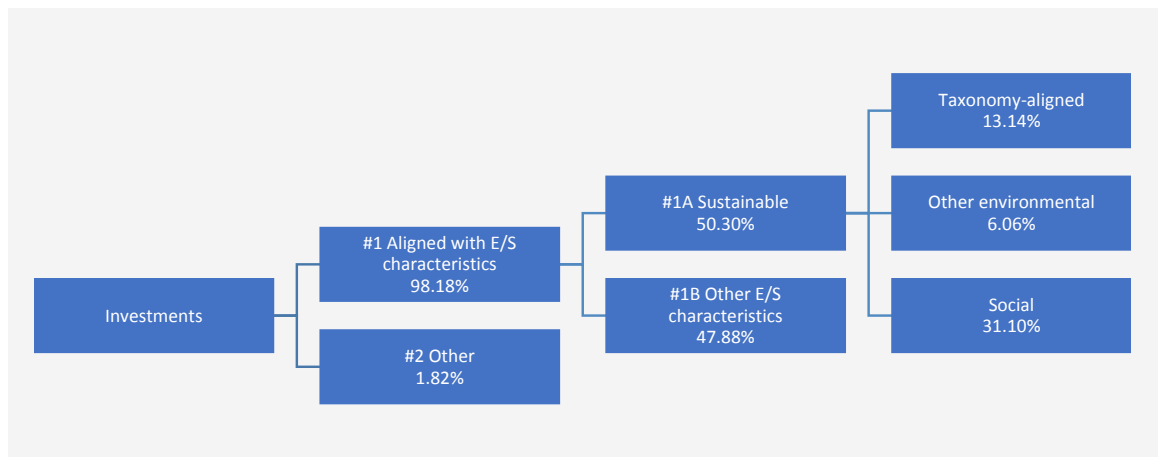 Investments
#1 Aligned with E/S
characteristics
98.18%
#2 Other
1.82%
#1A Sustainable
50.30%
#1B Other E/S
characteristics
47.88%
Taxonomy-aligned
13.14%
Other environmental
6.06%
Social
31.10%